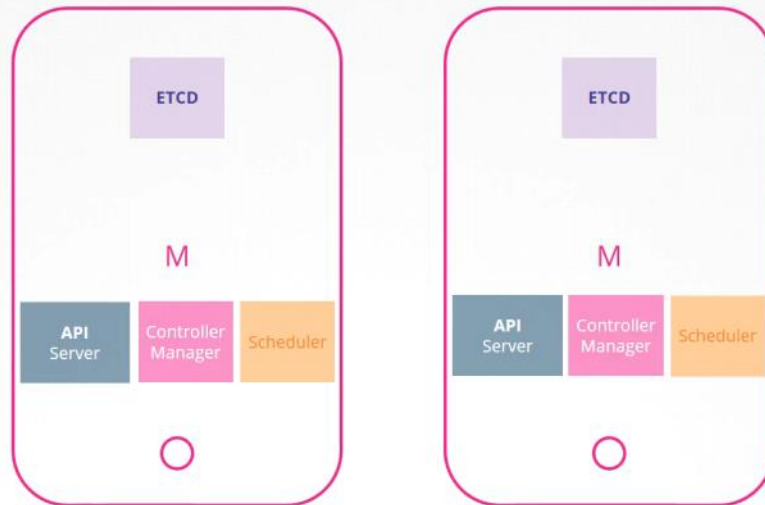 ETCD
ETCD
M
M
API
Server
Controller
Manager
Scheduler
API
Server
Controller
Manager
Scheduler